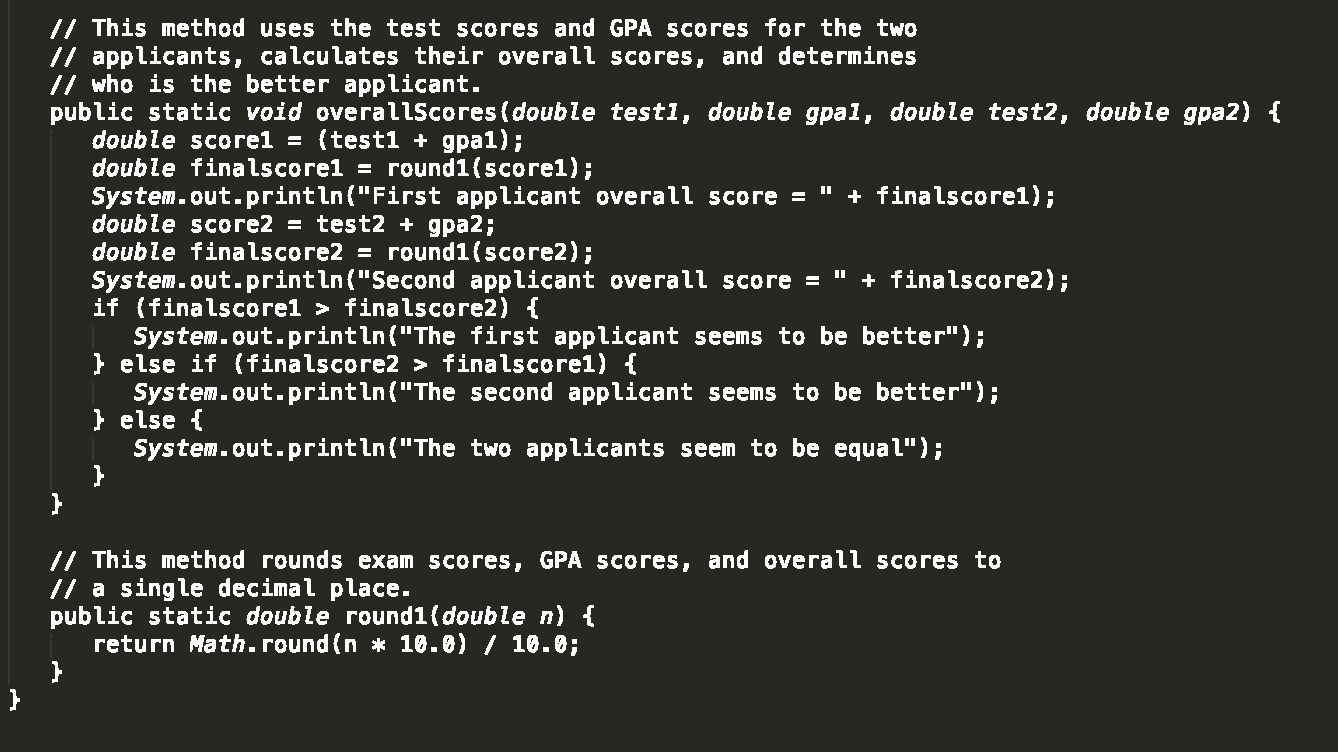 // This method uses the test scores and GPA scores for the two
// applicants, calculates their overall scores, and determines
// who is the better applicant.
public static void overallScores(double test1, double gpa1, double test2, double gpa2) {
double score1 = (test1 + gpa1);
double finalscore1 = round1(score1);
System.out.println("First applicant overall score = " + finalscore1);
double score2 = test2 + gpa2;
double finalscore2 = round1(score2);
System.out.println("Second applicant overall score = " + finalscore2);
if (finalscore1 > finalscore2) {
System.out.println("The first applicant seems to be better");
} else if (finalscore2 > finalscore1) {
System.out.println("The second applicant seems to be better");
} else {
System.out.println("The two applicants seem to be equal");
}
}
// This method rounds exam scores, GPA scores, and overall scores to
// a single decimal place.
public static double round1(double n) {
return Math.round(n * 10.0) / 10.0;
}
}